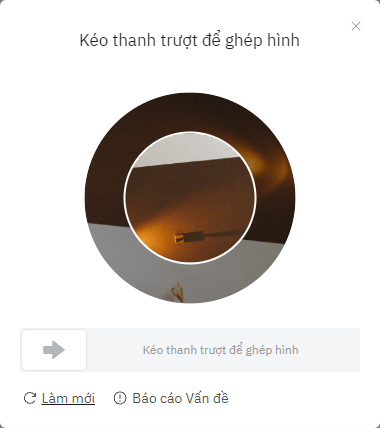 Kéo thanh trượt để ghép hình
Kéo thanh trượt để ghép hình
Làm mới
Báo cáo Vấn đề